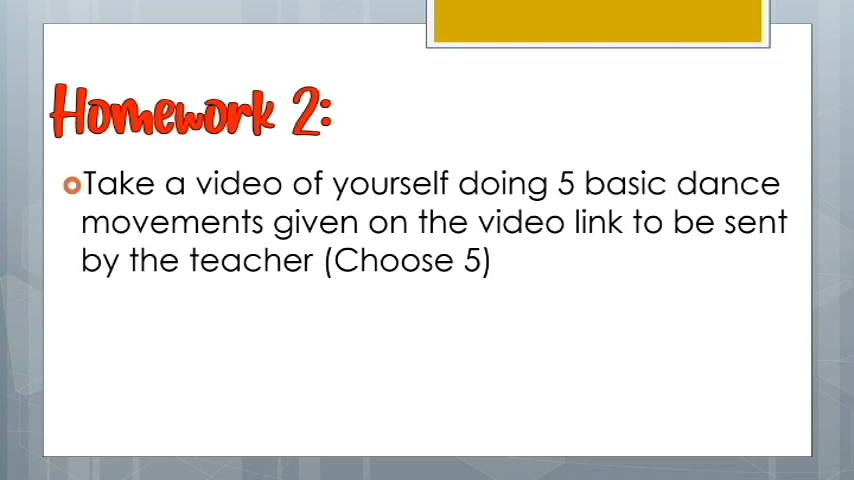 Homework 2:
Take a video of yourself doing 5 basic dance
movements given on the video link to be sent
by the teacher (Choose 5)